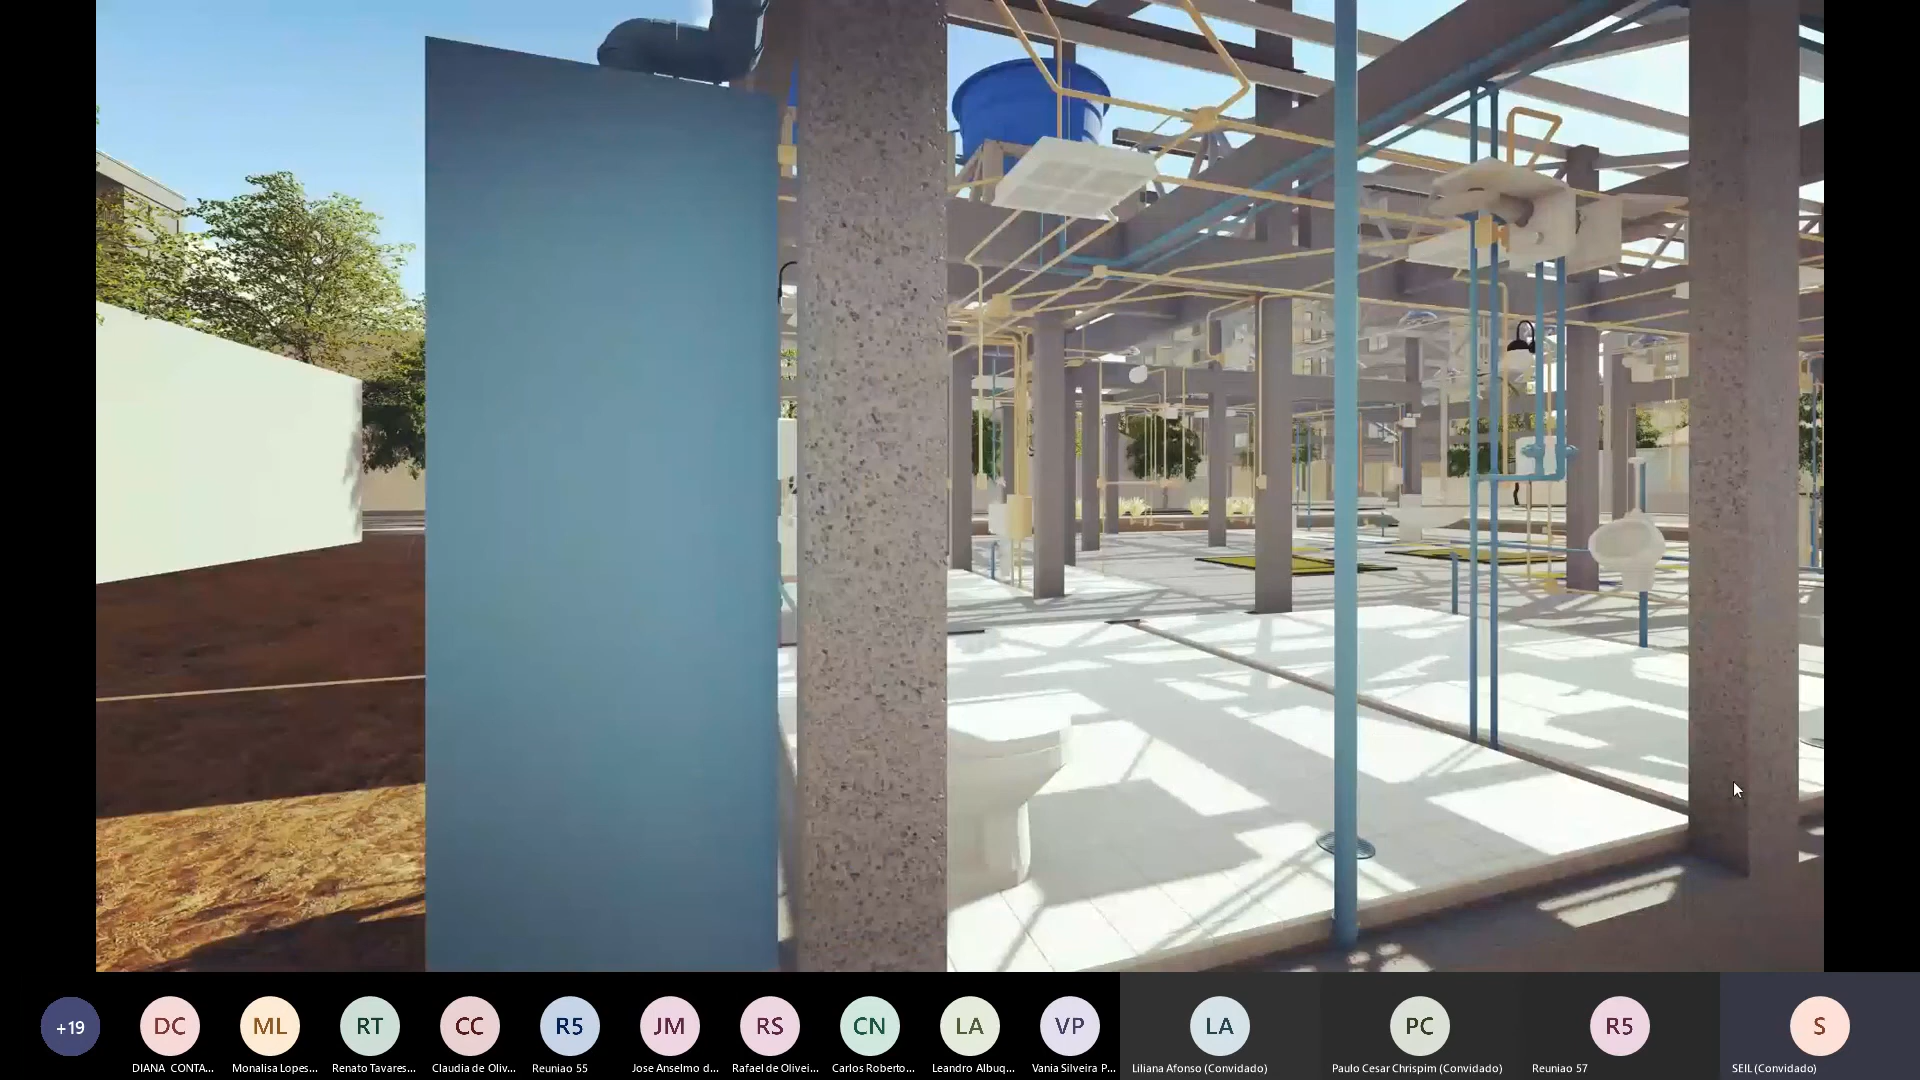 +19
DC
ML
RT
CC
R5
JM
RS
CN
LA
VP
LA
PC
R5
S
DIANA CONTA...
Monalisa Lopes...
Renato Tavares...
Claudia de Oliv...
Reuniao 55
Jose Anselmo d...
Rafael de Olivei...
Carlos Roberto...
Leandro Albuq...
Vania Silveira P...
Liliana Afonso (Convidado)
Paulo Cesar Chrispim (Convidado)
Reuniao 57
SEIL (Convidado)